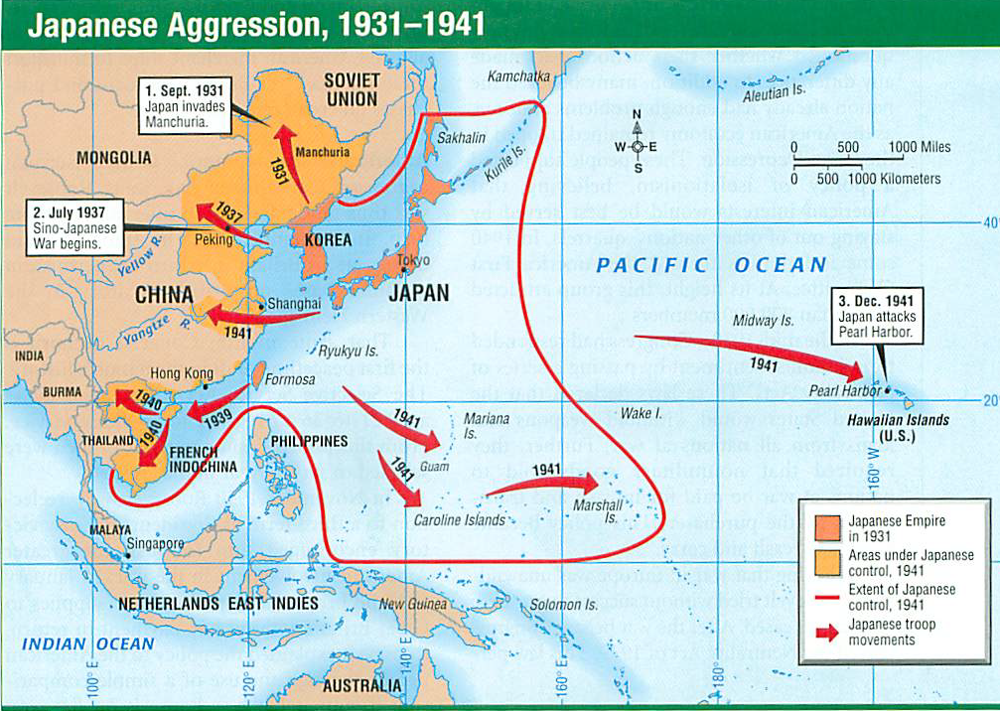 Japanese Aggression, 1931–1941
SOVIET
UNION
Kamchatka
Aleutian Is.
1. Sept. 1931
Japan invades
Manchuria.
Sakhalin
Kurile Is.
N
W E
S
0 500 1000 Miles
0 500 1000 Kilometers
MONGOLIA
Manchuria
1931
2. July 1937
Sino-Japanese
War begins.
1937
Peking
KOREA
40°
Yellow R.
Tokyo
PACIFIC OCEAN
CHINA
JAPAN
Shanghai
1941
Yangtze R.
3. Dec. 1941
Japan attacks
Pearl Harbor.
Midway Is.
1941
Ryukyu Is.
INDIA
BURMA
Hong Kong
Formosa
Pearl Harbor
1940
1939
1941
Mariana
Is.
Wake I.
20°
Hawaiian Islands
(U.S.)
THAILAND
1940
FRENCH
INDOCHINA
PHILIPPINES
Guam
1941
1941
Marshall
Is.
Caroline Islands
160° W
MALAYA
Singapore
Japanese Empire
in 1931
Areas under Japanese
control, 1941
Extent of Japanese
control, 1941
Japanese troop
movements
NETHERLANDS EAST INDIES
New Guinea
Solomon Is.
INDIAN OCEAN
AUSTRALIA
100° E
120° E
140° E
160° E
180°